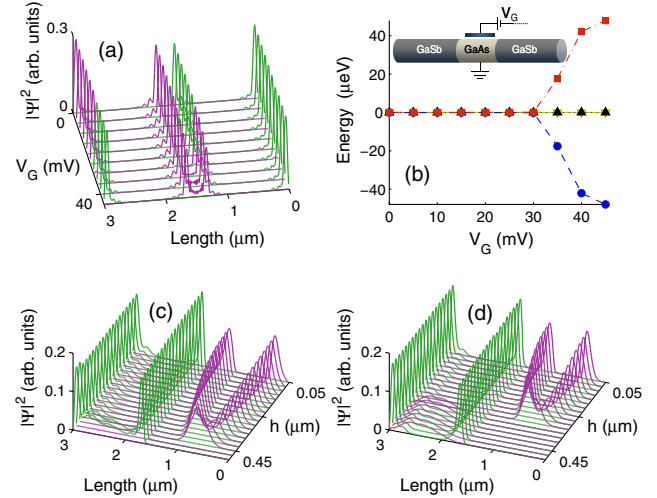 (a)
|Ψ|² (arb. units)
0.3
0
0
V_G (mV)
40
3
2
1
0
Length (μm)
V_G
GaSb
GaAs
GaSb
(b)
Energy (μeV)
40
20
0
−20
−40
0
10
20
30
40
V_G (mV)
(c)
|Ψ|² (arb. units)
0.2
0.1
0
3
2
1
0
Length (μm)
0.05
h (μm)
0.45
(d)
|Ψ|² (arb. units)
0.2
0.1
0
3
2
1
0
Length (μm)
0.05
h (μm)
0.45